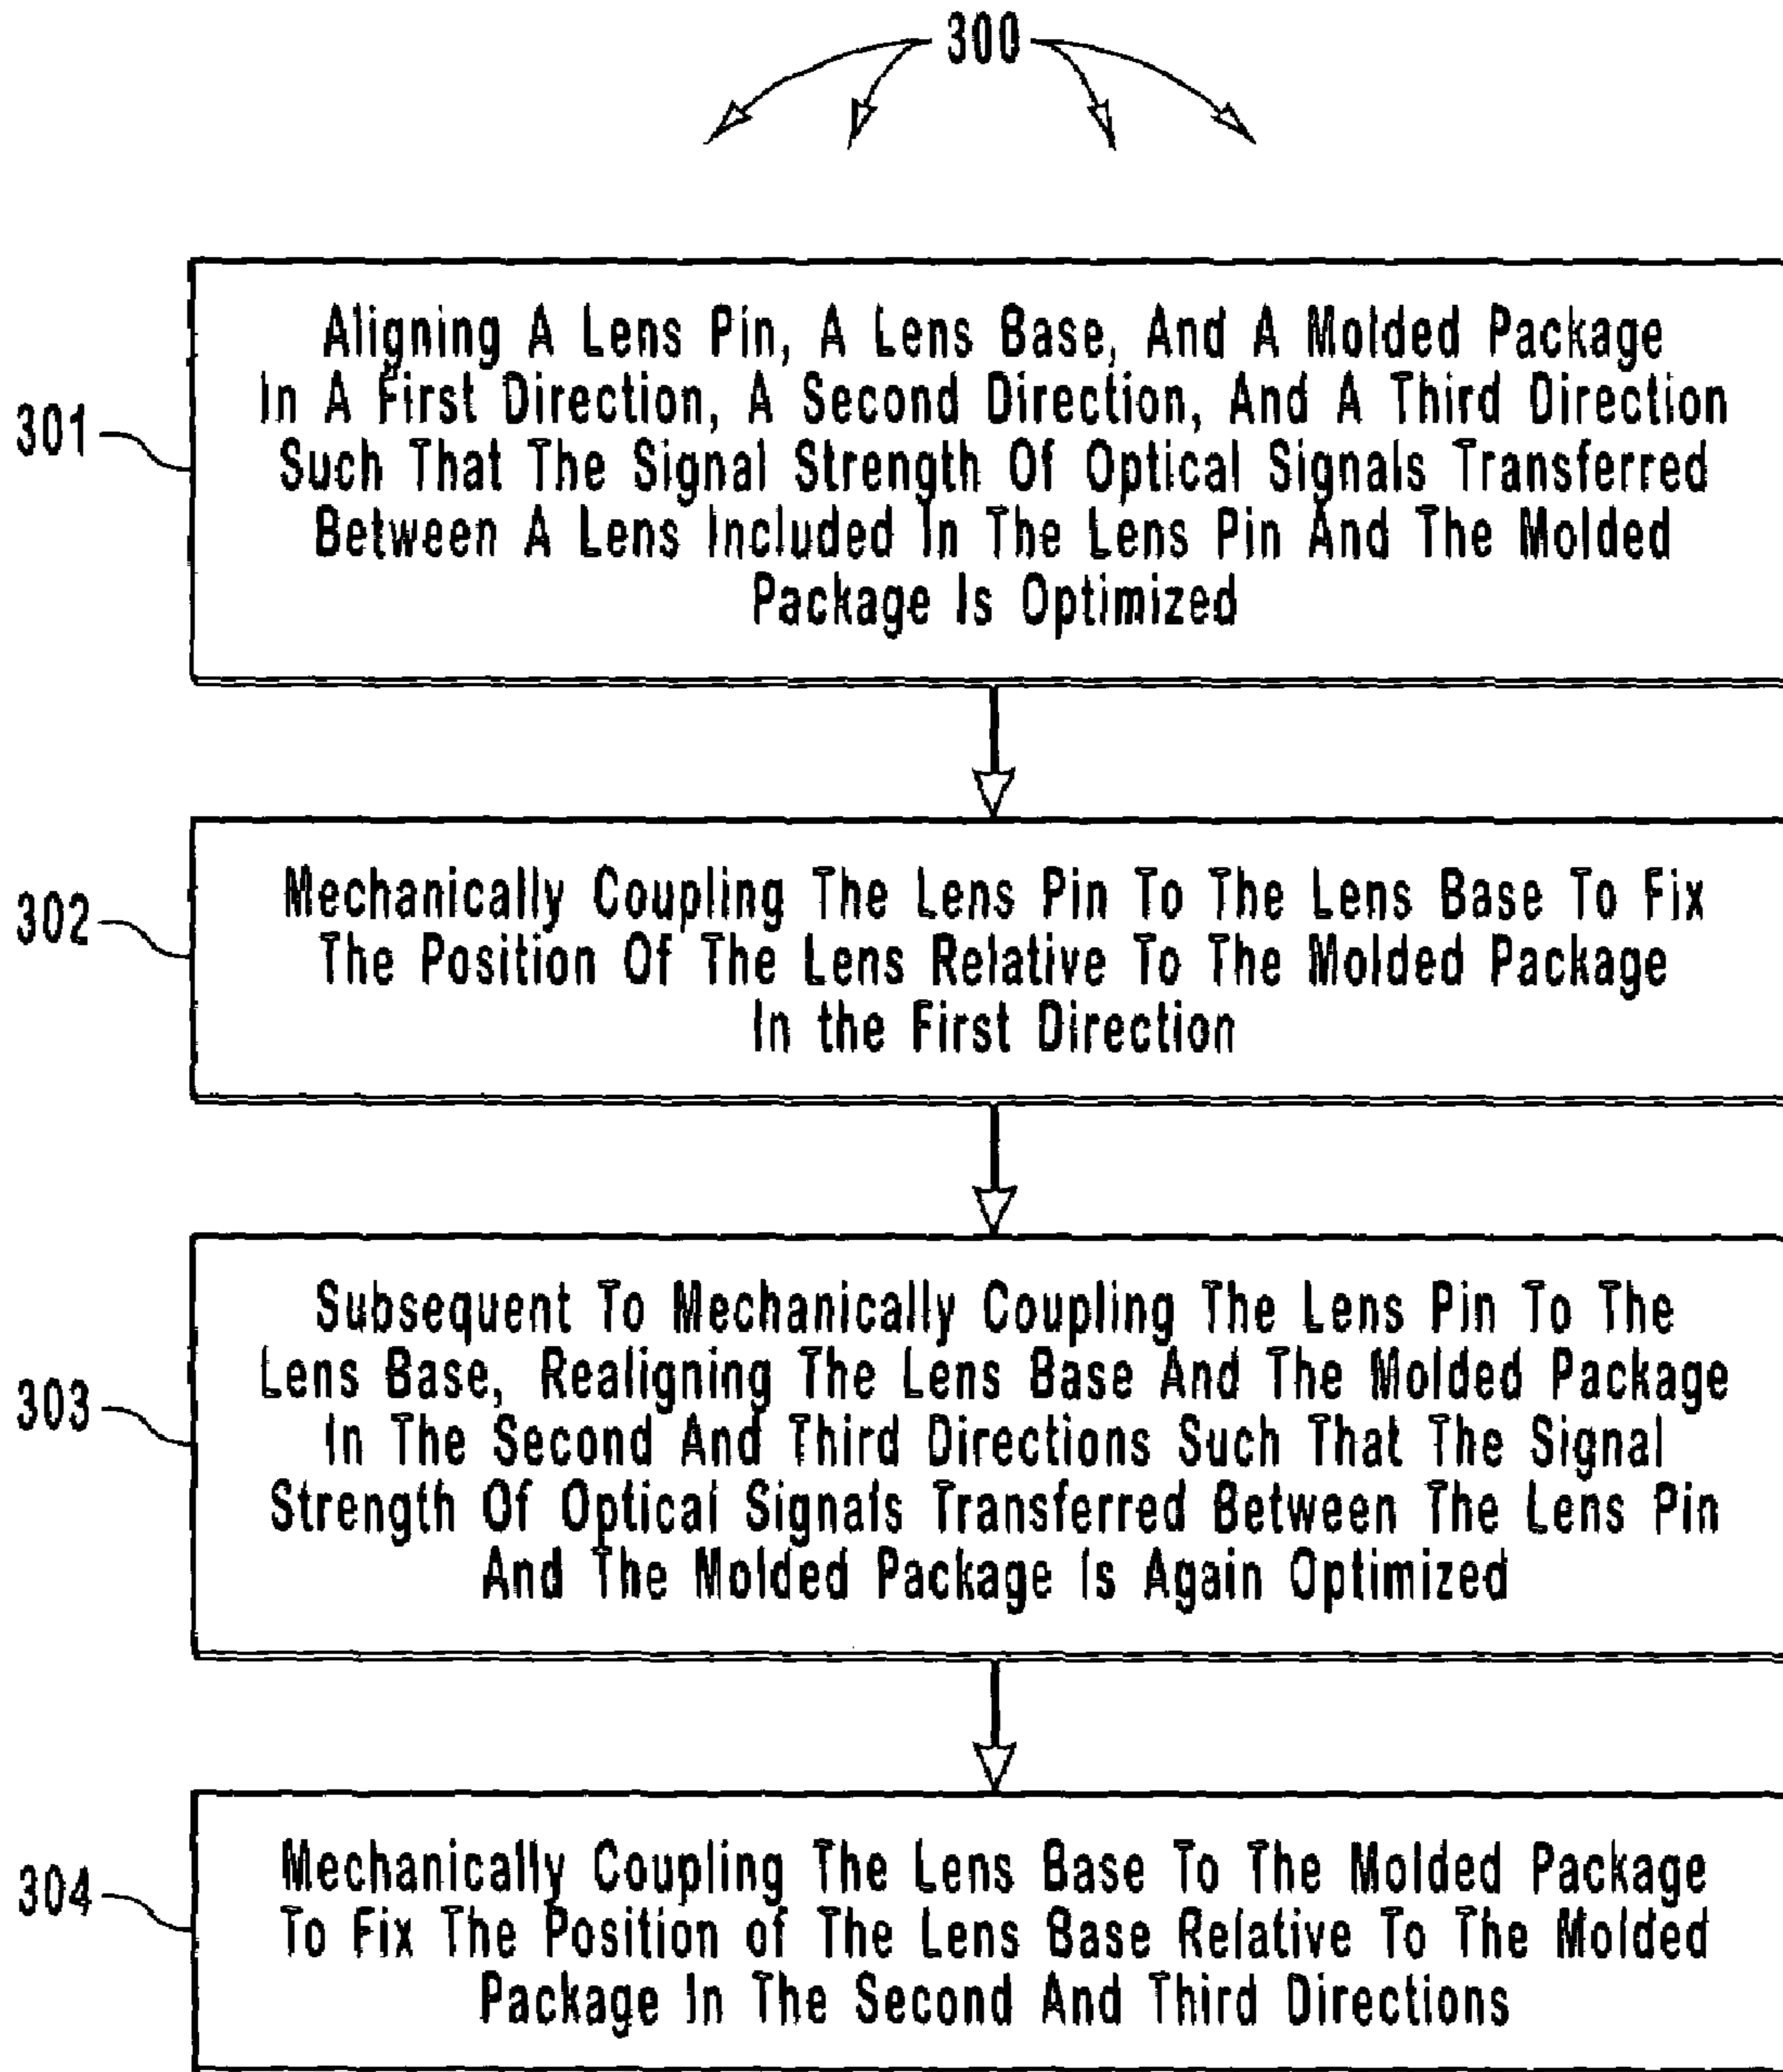 300
301
Aligning A Lens Pin, A Lens Base, And A Molded Package
In A First Direction, A Second Direction, And A Third Direction
Such That The Signal Strength Of Optical Signals Transferred
Between A Lens Included In The Lens Pin And The Molded
Package Is Optimized
302
Mechanically Coupling The Lens Pin To The Lens Base To Fix
The Position Of The Lens Relative To The Molded Package
In the First Direction
303
Subsequent To Mechanically Coupling The Lens Pin To The
Lens Base, Realigning The Lens Base And The Molded Package
In The Second And Third Directions Such That The Signal
Strength Of Optical Signals Transferred Between The Lens Pin
And The Molded Package Is Again Optimized
304
Mechanically Coupling The Lens Base To The Molded Package
To Fix The Position of The Lens Base Relative To The Molded
Package In The Second And Third Directions